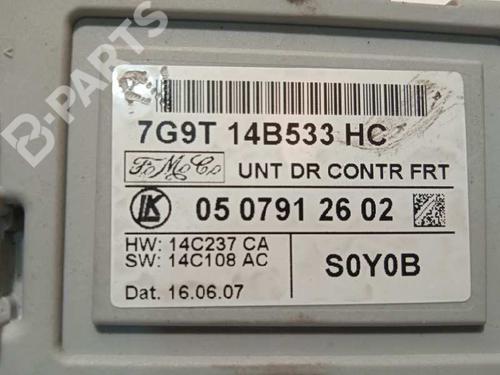 B-PARTS
7G9T 14B533 HC
F.M.C. UNT DR CONTR FRT
LK 05 0791 26 02
HW: 14C237 CA
SW: 14C108 AC
S0Y0B
Dat. 16.06.07